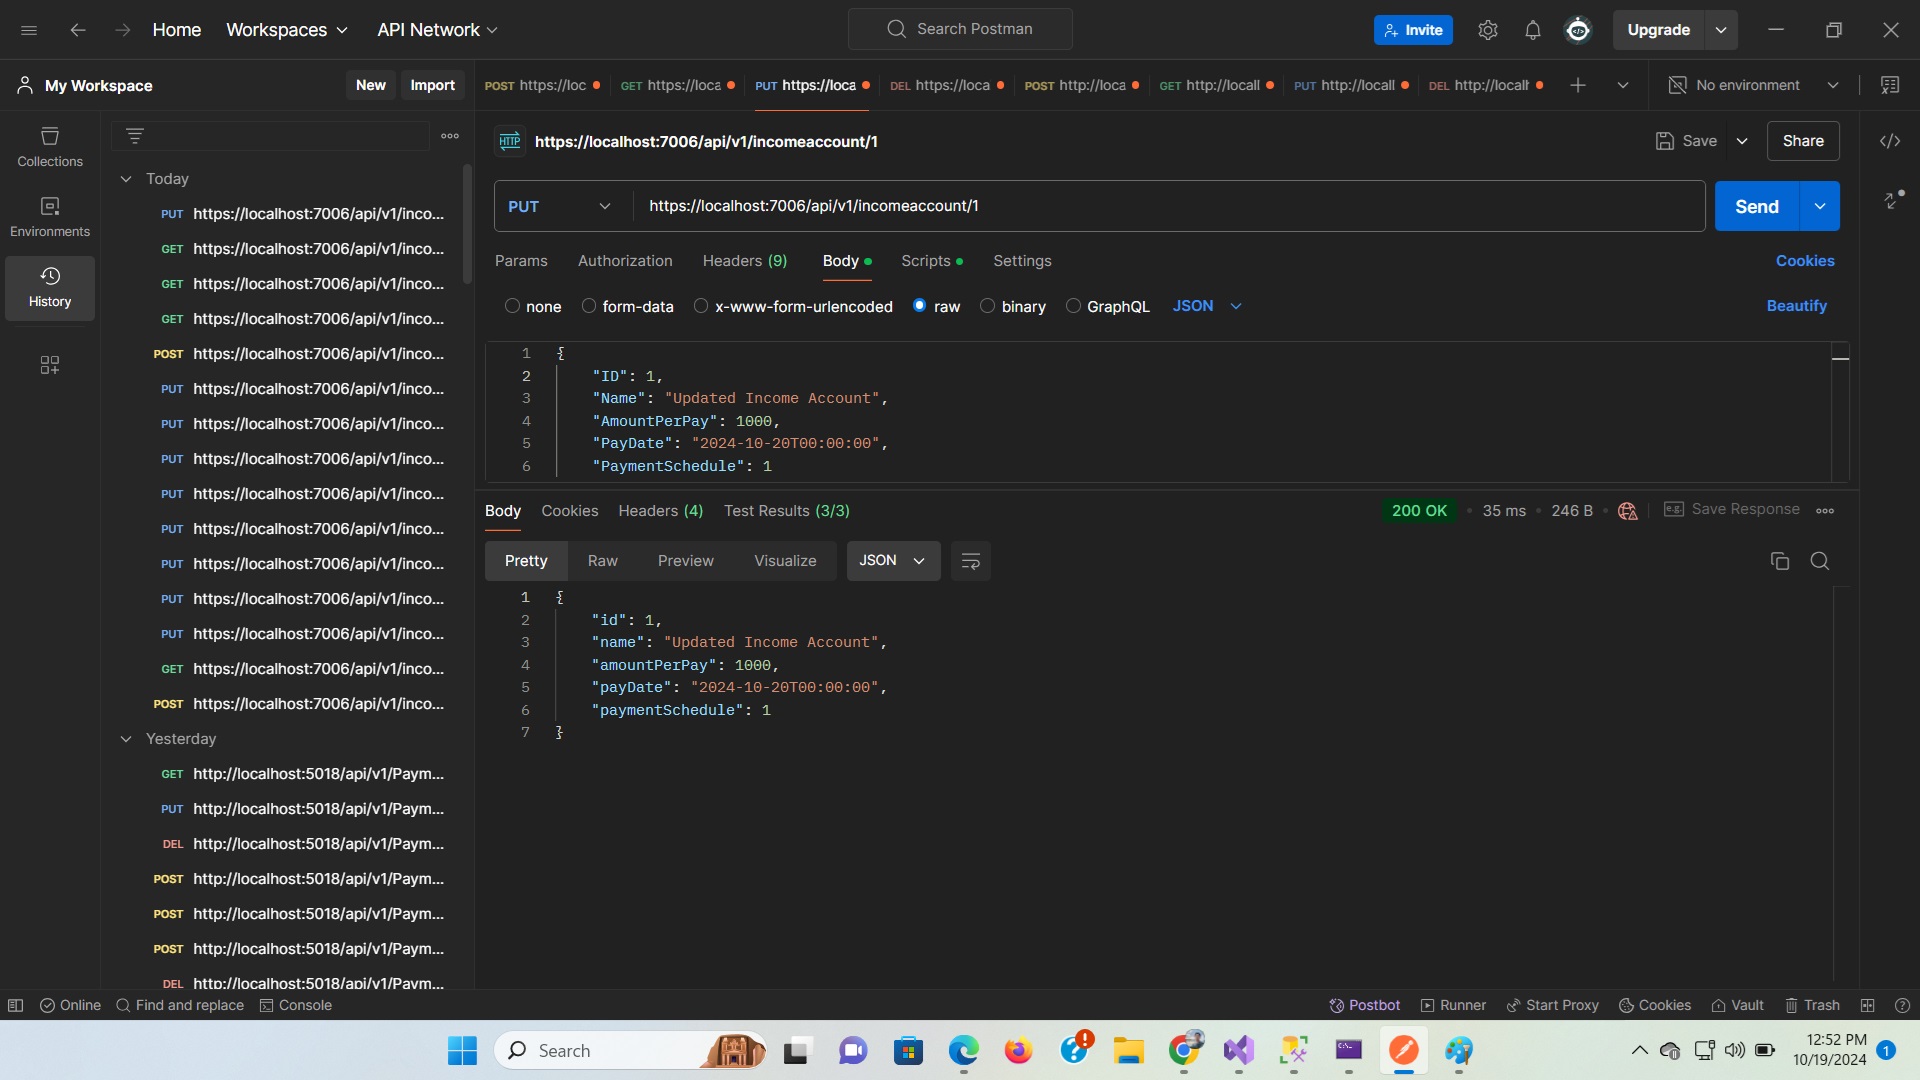 Home Workspaces API Network Search Postman Invite Upgrade
My Workspace New Import POST https://loc GET https://loca PUT https://loca DEL https://loca POST http://loca GET http://locall PUT http://locall DEL http://localh No environment
Collections
Environments
History
Today
PUT https://localhost:7006/api/v1/inco...
GET https://localhost:7006/api/v1/inco...
GET https://localhost:7006/api/v1/inco...
GET https://localhost:7006/api/v1/inco...
POST https://localhost:7006/api/v1/inco...
PUT https://localhost:7006/api/v1/inco...
PUT https://localhost:7006/api/v1/inco...
PUT https://localhost:7006/api/v1/inco...
PUT https://localhost:7006/api/v1/inco...
PUT https://localhost:7006/api/v1/inco...
PUT https://localhost:7006/api/v1/inco...
PUT https://localhost:7006/api/v1/inco...
PUT https://localhost:7006/api/v1/inco...
GET https://localhost:7006/api/v1/inco...
POST https://localhost:7006/api/v1/inco...
Yesterday
GET http://localhost:5018/api/v1/Paym...
PUT http://localhost:5018/api/v1/Paym...
DEL http://localhost:5018/api/v1/Paym...
POST http://localhost:5018/api/v1/Paym...
POST http://localhost:5018/api/v1/Paym...
POST http://localhost:5018/api/v1/Paym...
DEL http://localhost:5018/api/v1/Paym...
HTTP https://localhost:7006/api/v1/incomeaccount/1 Save Share
PUT https://localhost:7006/api/v1/incomeaccount/1 Send
Params Authorization Headers (9) Body Scripts Settings Cookies
none form-data x-www-form-urlencoded raw binary GraphQL JSON Beautify
1 {
2 "ID": 1,
3 "Name": "Updated Income Account",
4 "AmountPerPay": 1000,
5 "PayDate": "2024-10-20T00:00:00",
6 "PaymentSchedule": 1
Body Cookies Headers (4) Test Results (3/3) 200 OK 35 ms 246 B e.g. Save Response
Pretty Raw Preview Visualize JSON
1 {
2 "id": 1,
3 "name": "Updated Income Account",
4 "amountPerPay": 1000,
5 "payDate": "2024-10-20T00:00:00",
6 "paymentSchedule": 1
7 }
Online Find and replace Console Postbot Runner Start Proxy Cookies Vault Trash
Search 12:52 PM
10/19/2024 1